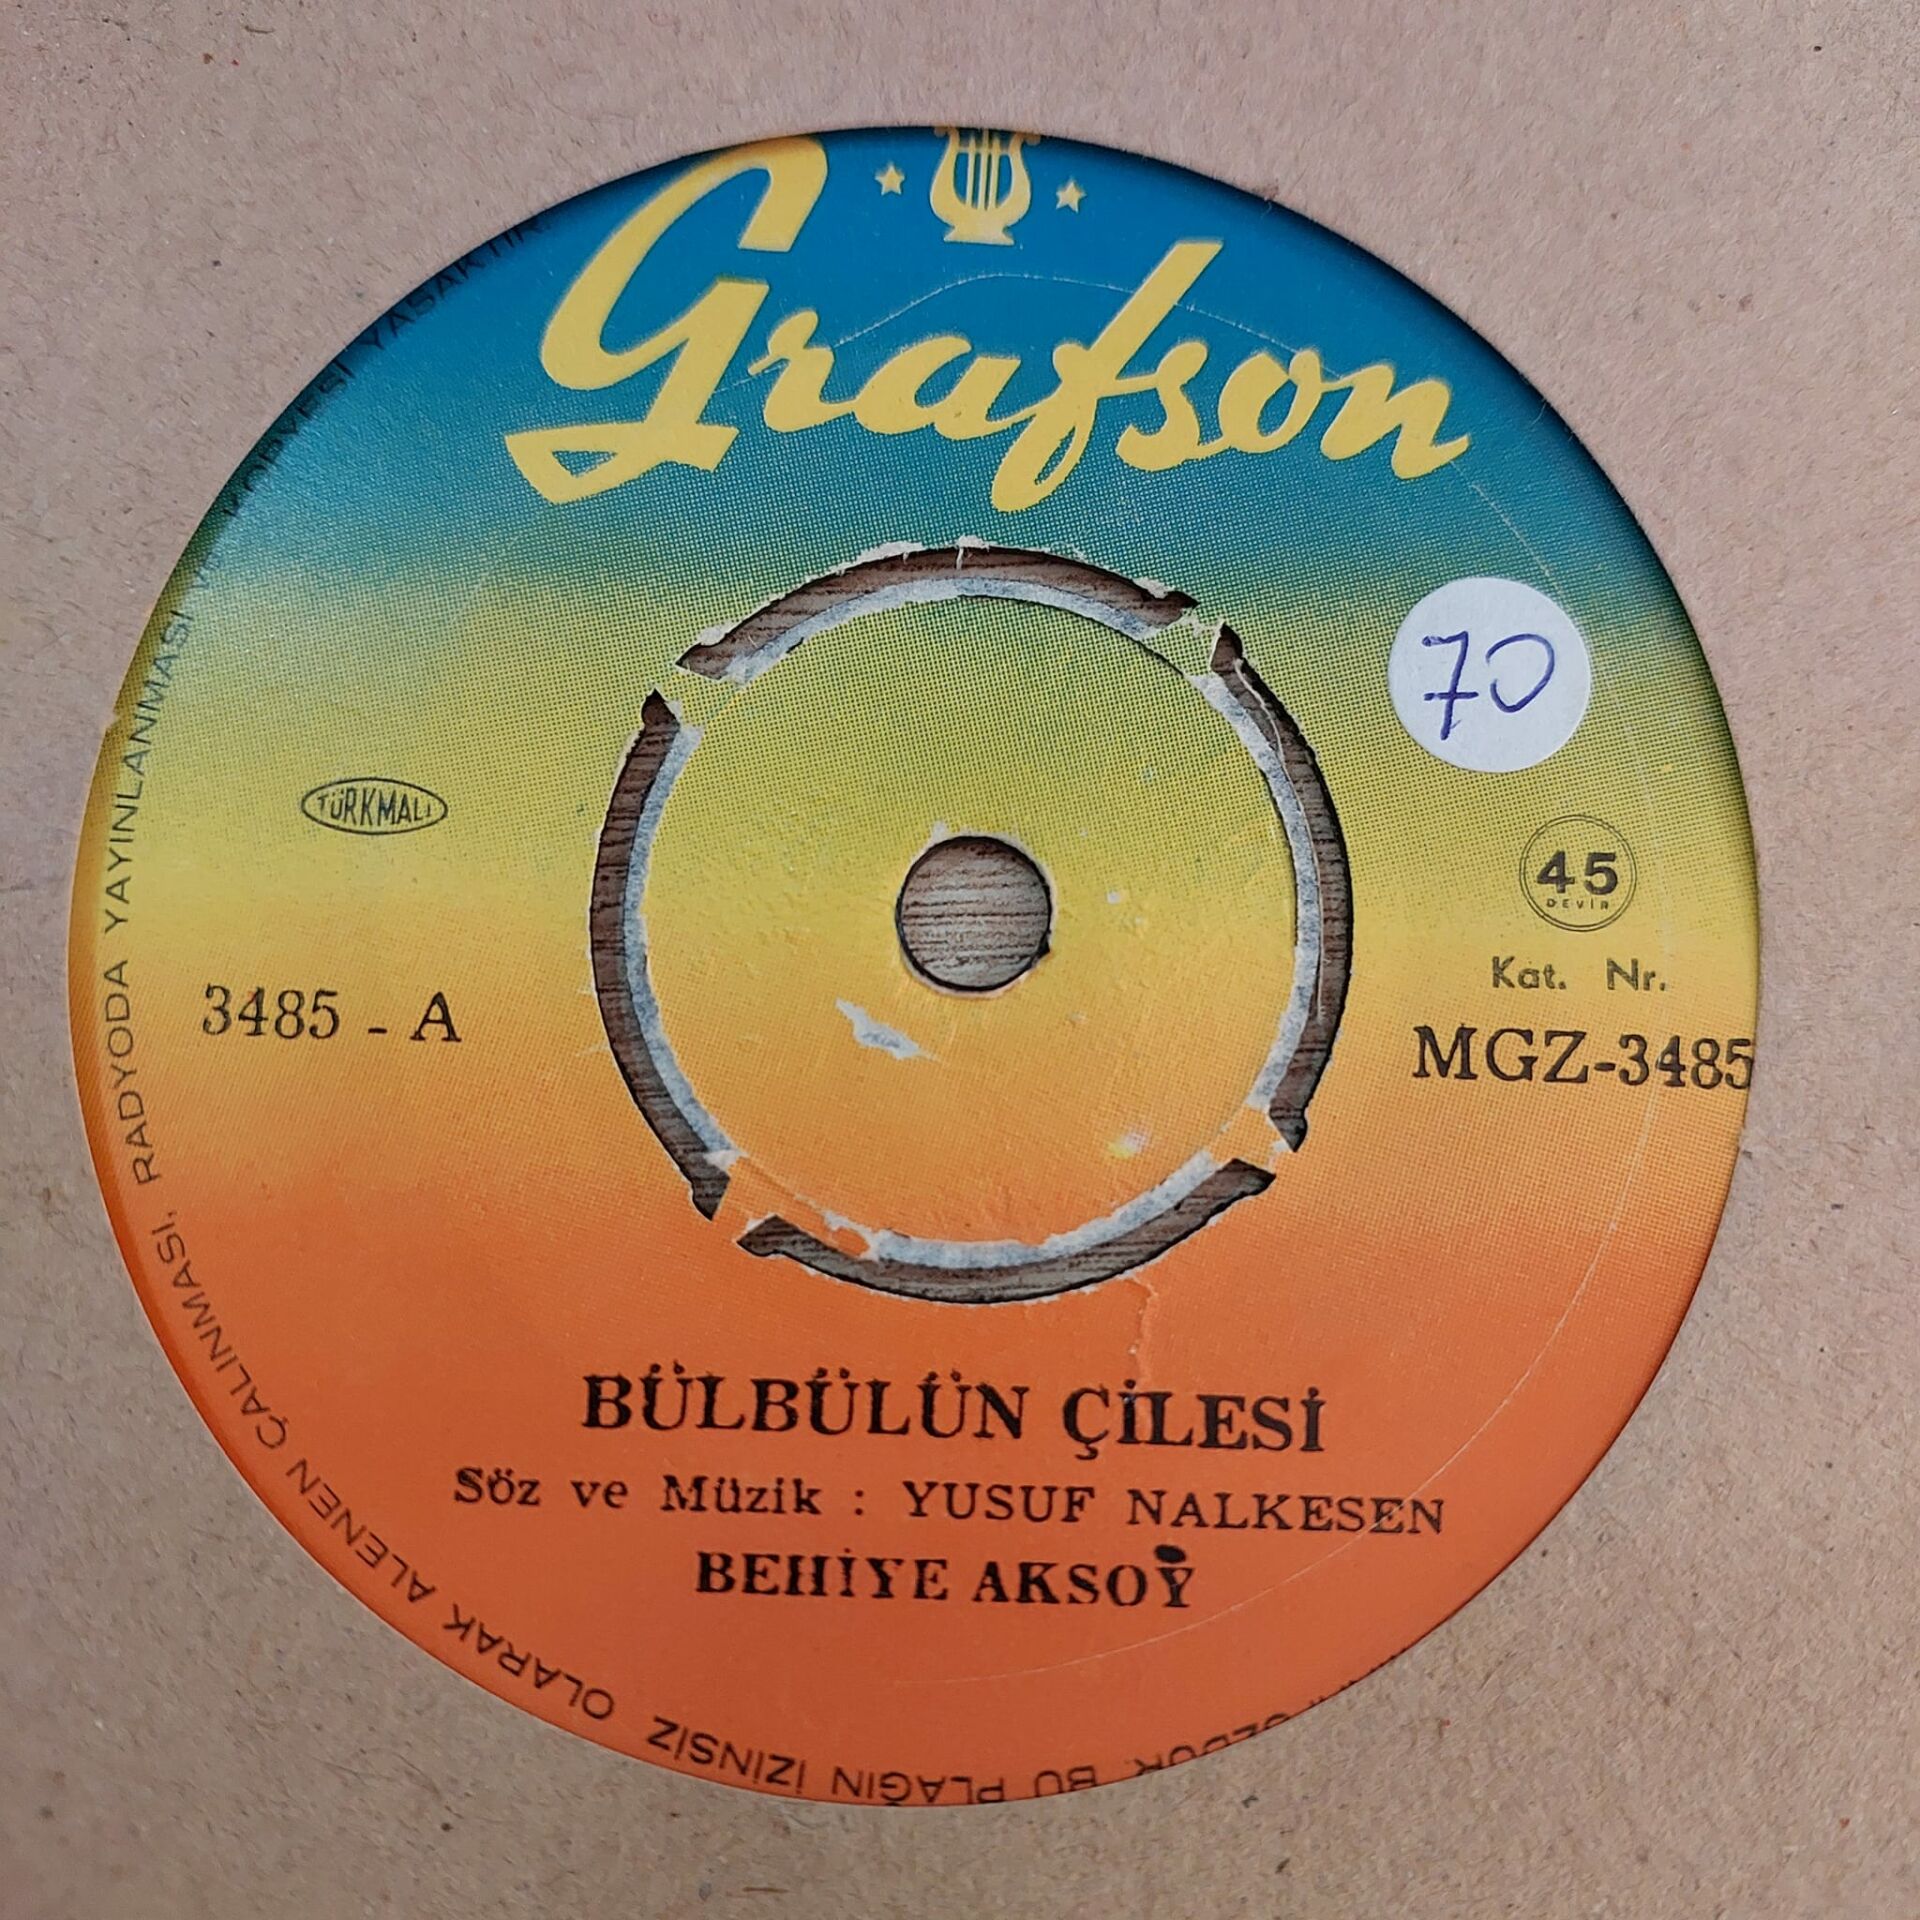 Grafson
70
TÜRKMALI
45
DEVİR
Kat. Nr.
3485 - A
MGZ-3485
BÜLBÜLÜN ÇİLESİ
Söz ve Müzik : YUSUF NALKESEN
BEHİYE AKSOY
BU PLAĞIN İZİNSİZ OLARAK ALENEN ÇALINMASI, RADYODA YAYINLANMASI YASAKTIR